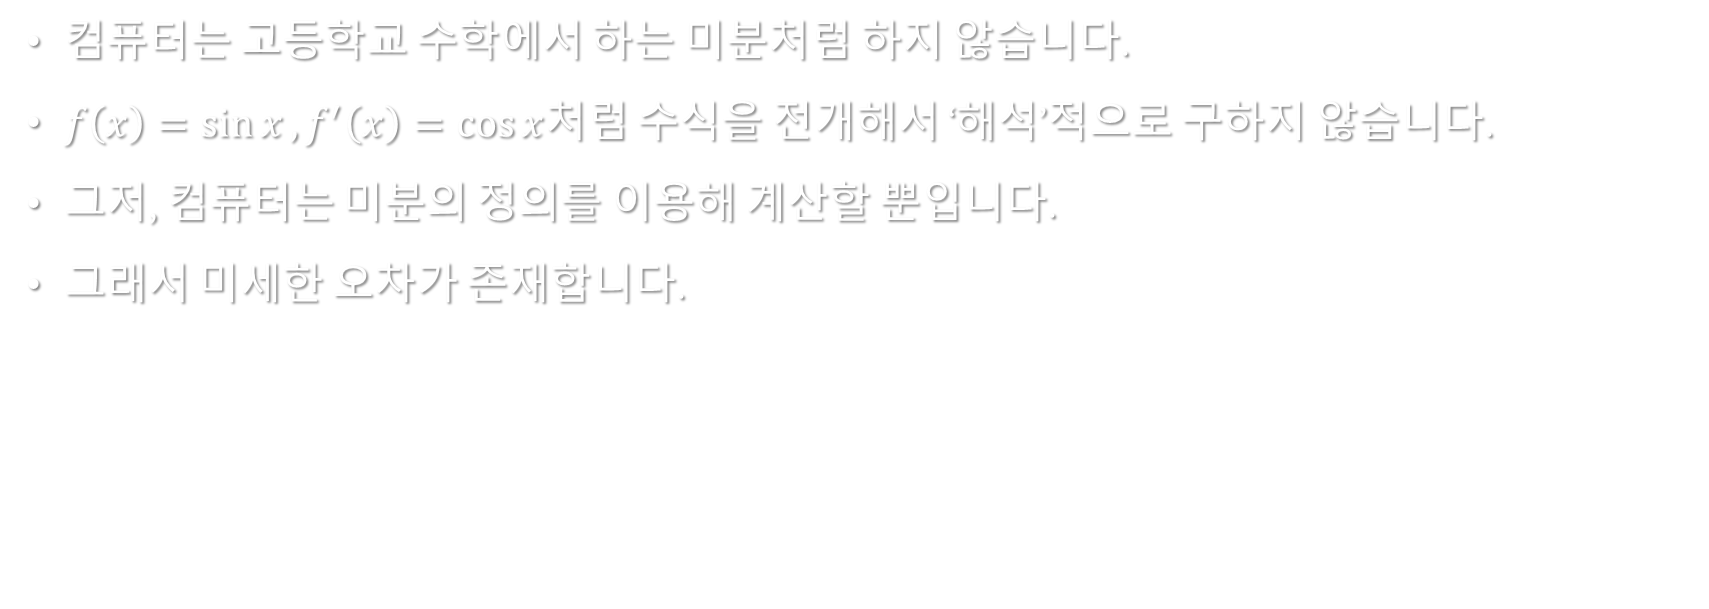 • 컴퓨터는 고등학교 수학에서 하는 미분처럼 하지 않습니다.
• f(x) = sin x , f′(x) = cos x처럼 수식을 전개해서 ‘해석’적으로 구하지 않습니다.
• 그저, 컴퓨터는 미분의 정의를 이용해 계산할 뿐입니다.
• 그래서 미세한 오차가 존재합니다.